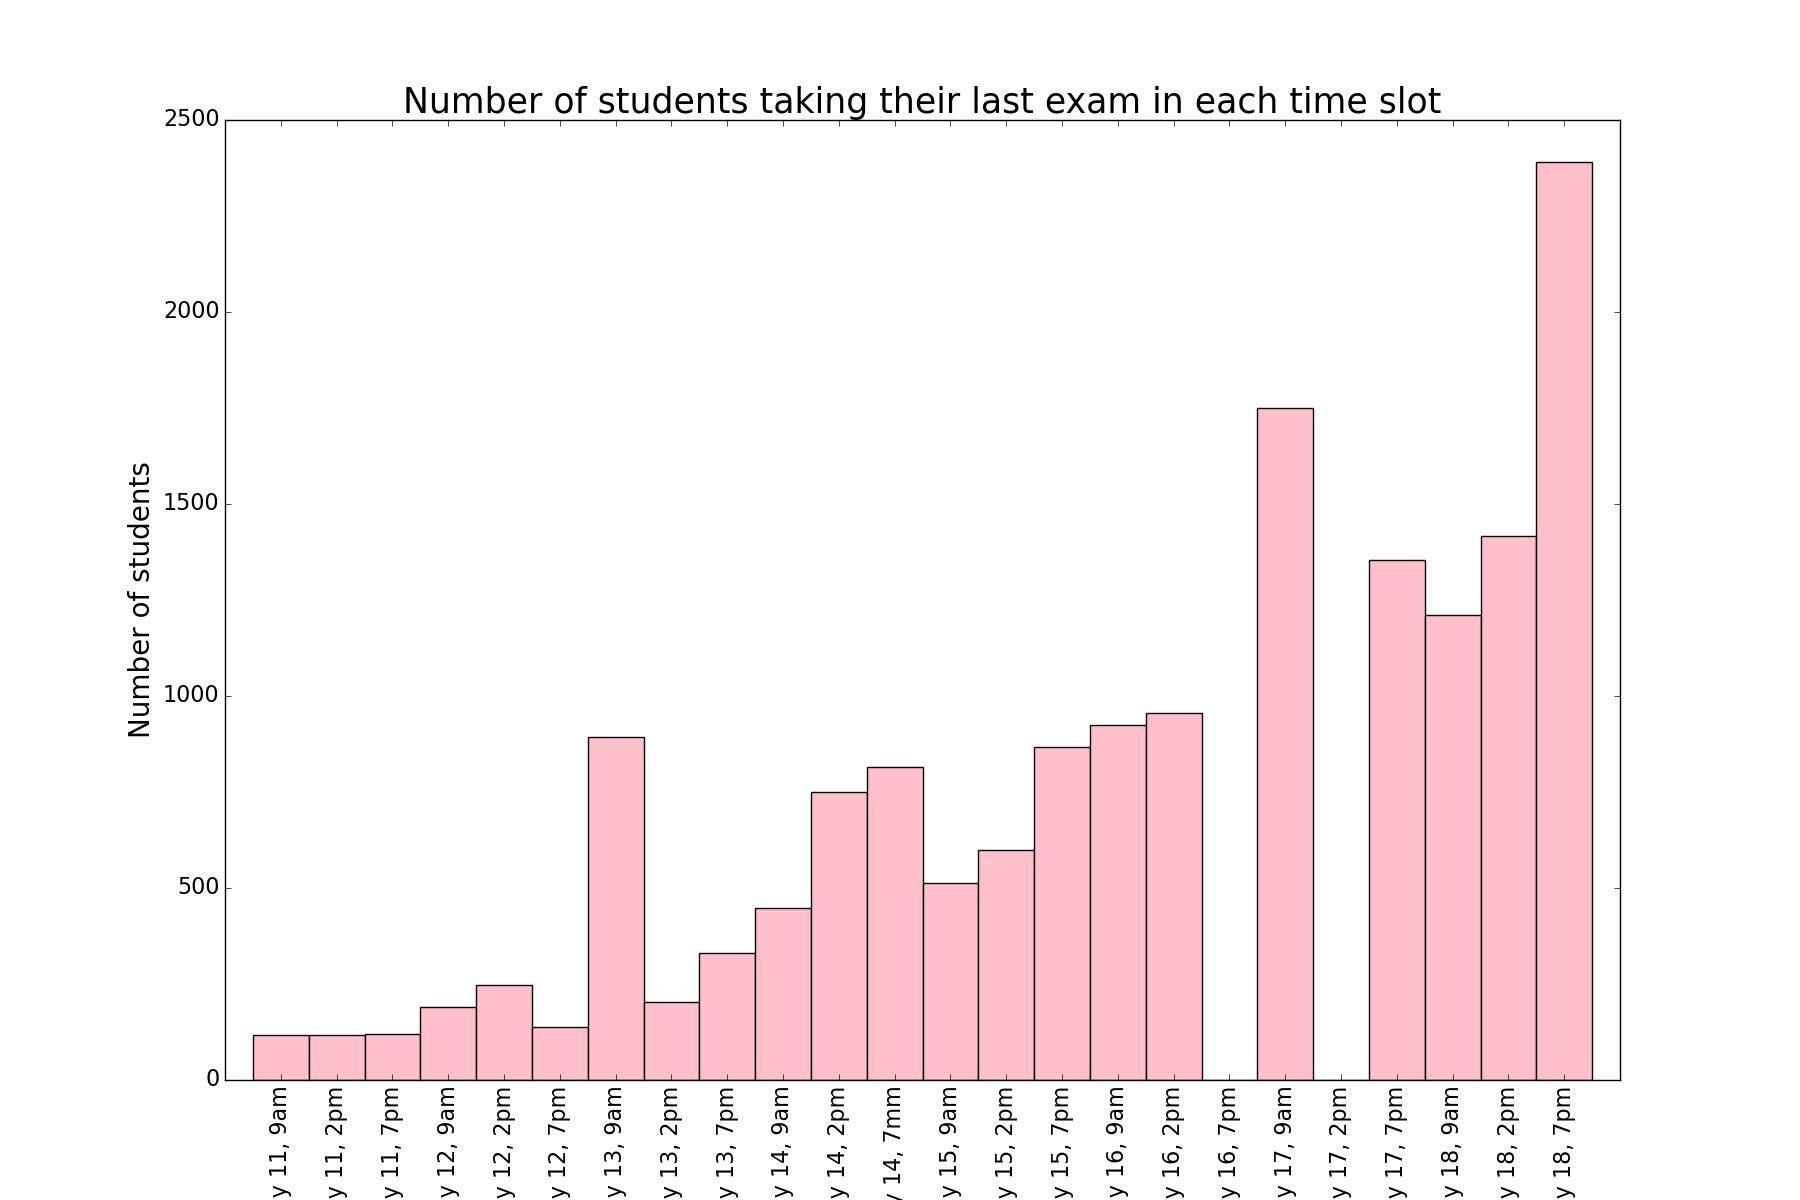 Number of students taking their last exam in each time slot
Number of students
2500
2000
1500
1000
500
0
y 11, 9am
y 11, 2pm
y 11, 7pm
y 12, 9am
y 12, 2pm
y 12, 7pm
y 13, 9am
y 13, 2pm
y 13, 7pm
y 14, 9am
y 14, 2pm
y 14, 7mm
y 15, 9am
y 15, 2pm
y 15, 7pm
y 16, 9am
y 16, 2pm
y 16, 7pm
y 17, 9am
y 17, 2pm
y 17, 7pm
y 18, 9am
y 18, 2pm
y 18, 7pm